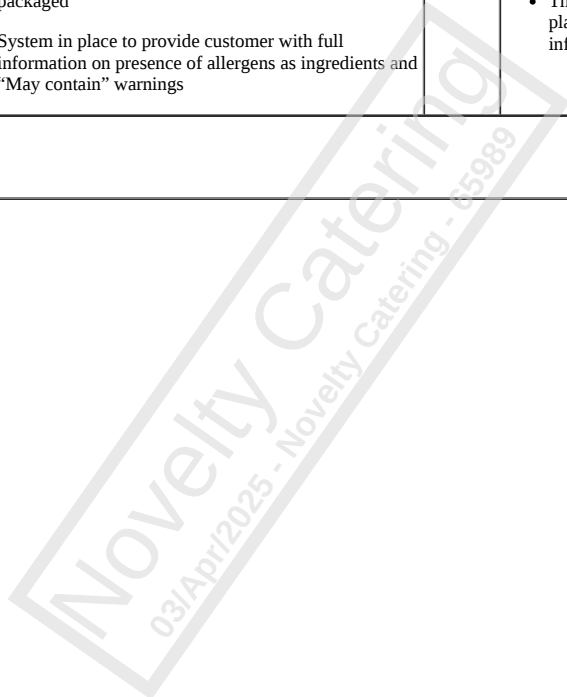 packaged
System in place to provide customer with full
information on presence of allergens as ingredients and
“May contain” warnings
Novelty Catering
03/Apr/2025 - Novelty Catering - 65989